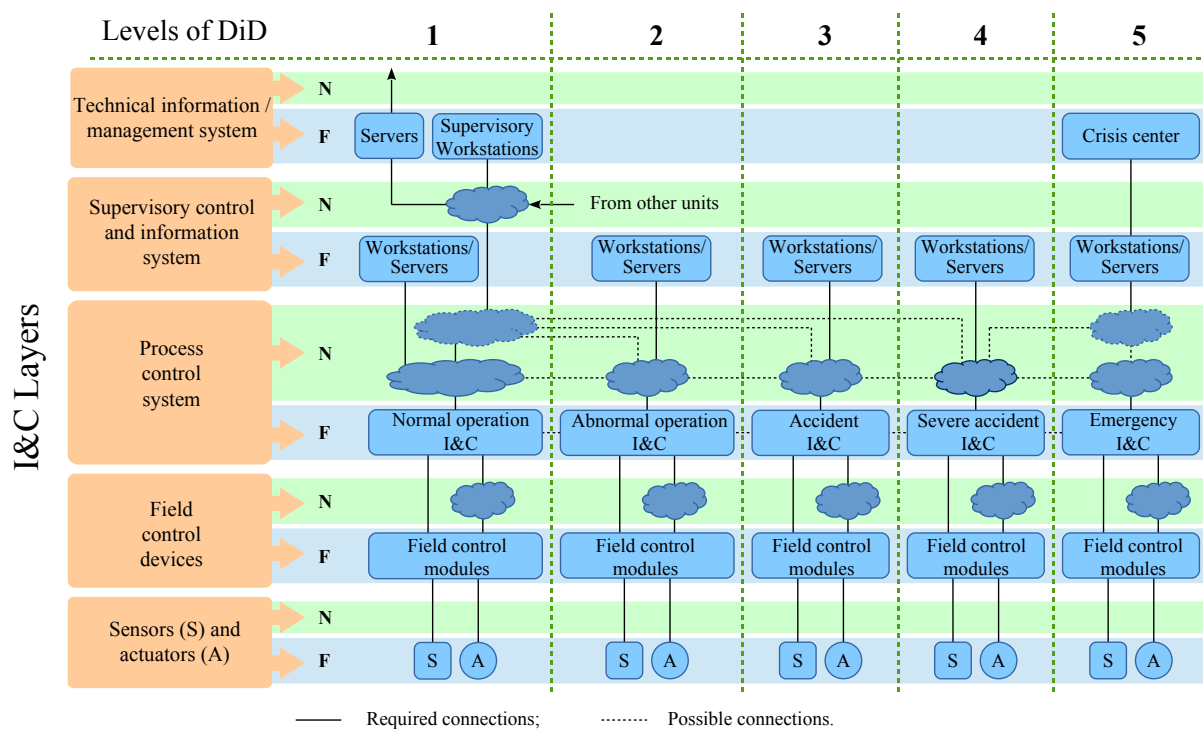 Levels of DiD
1
2
3
4
5
I&C Layers
Technical information /
management system
N
F
Servers
Supervisory
Workstations
Crisis center
Supervisory control
and information
system
N
From other units
F
Workstations/
Servers
Workstations/
Servers
Workstations/
Servers
Workstations/
Servers
Workstations/
Servers
Process
control
system
N
F
Normal operation
I&C
Abnormal operation
I&C
Accident
I&C
Severe accident
I&C
Emergency
I&C
Field
control
devices
N
F
Field control
modules
Field control
modules
Field control
modules
Field control
modules
Field control
modules
Sensors (S) and
actuators (A)
N
F
S
A
S
A
S
A
S
A
S
A
Required connections;
Possible connections.